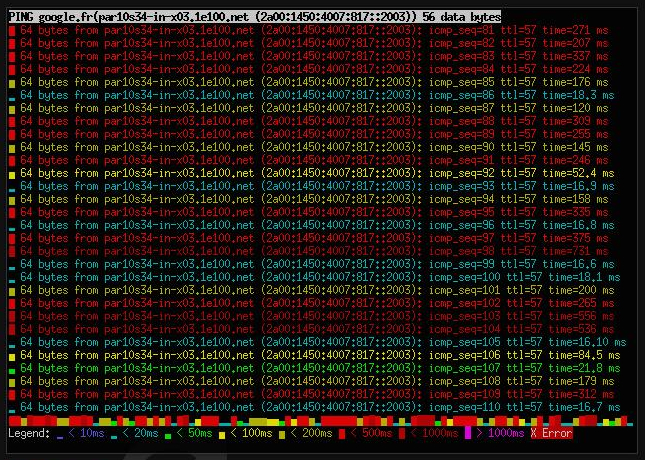 PING google.fr(par10s34-in-x03.1e100.net (2a00:1450:4007:817::2003)) 56 data bytes
64 bytes from par10s34-in-x03.1e100.net (2a00:1450:4007:817::2003): icmp_seq=81 ttl=57 time=271 ms
64 bytes from par10s34-in-x03.1e100.net (2a00:1450:4007:817::2003): icmp_seq=82 ttl=57 time=207 ms
64 bytes from par10s34-in-x03.1e100.net (2a00:1450:4007:817::2003): icmp_seq=83 ttl=57 time=337 ms
64 bytes from par10s34-in-x03.1e100.net (2a00:1450:4007:817::2003): icmp_seq=84 ttl=57 time=224 ms
64 bytes from par10s34-in-x03.1e100.net (2a00:1450:4007:817::2003): icmp_seq=85 ttl=57 time=176 ms
64 bytes from par10s34-in-x03.1e100.net (2a00:1450:4007:817::2003): icmp_seq=86 ttl=57 time=18.3 ms
64 bytes from par10s34-in-x03.1e100.net (2a00:1450:4007:817::2003): icmp_seq=87 ttl=57 time=120 ms
64 bytes from par10s34-in-x03.1e100.net (2a00:1450:4007:817::2003): icmp_seq=88 ttl=57 time=309 ms
64 bytes from par10s34-in-x03.1e100.net (2a00:1450:4007:817::2003): icmp_seq=89 ttl=57 time=255 ms
64 bytes from par10s34-in-x03.1e100.net (2a00:1450:4007:817::2003): icmp_seq=90 ttl=57 time=145 ms
64 bytes from par10s34-in-x03.1e100.net (2a00:1450:4007:817::2003): icmp_seq=91 ttl=57 time=246 ms
64 bytes from par10s34-in-x03.1e100.net (2a00:1450:4007:817::2003): icmp_seq=92 ttl=57 time=52.4 ms
64 bytes from par10s34-in-x03.1e100.net (2a00:1450:4007:817::2003): icmp_seq=93 ttl=57 time=16.9 ms
64 bytes from par10s34-in-x03.1e100.net (2a00:1450:4007:817::2003): icmp_seq=94 ttl=57 time=158 ms
64 bytes from par10s34-in-x03.1e100.net (2a00:1450:4007:817::2003): icmp_seq=95 ttl=57 time=335 ms
64 bytes from par10s34-in-x03.1e100.net (2a00:1450:4007:817::2003): icmp_seq=96 ttl=57 time=16.8 ms
64 bytes from par10s34-in-x03.1e100.net (2a00:1450:4007:817::2003): icmp_seq=97 ttl=57 time=375 ms
64 bytes from par10s34-in-x03.1e100.net (2a00:1450:4007:817::2003): icmp_seq=98 ttl=57 time=731 ms
64 bytes from par10s34-in-x03.1e100.net (2a00:1450:4007:817::2003): icmp_seq=99 ttl=57 time=16.6 ms
64 bytes from par10s34-in-x03.1e100.net (2a00:1450:4007:817::2003): icmp_seq=100 ttl=57 time=18.1 ms
64 bytes from par10s34-in-x03.1e100.net (2a00:1450:4007:817::2003): icmp_seq=101 ttl=57 time=200 ms
64 bytes from par10s34-in-x03.1e100.net (2a00:1450:4007:817::2003): icmp_seq=102 ttl=57 time=265 ms
64 bytes from par10s34-in-x03.1e100.net (2a00:1450:4007:817::2003): icmp_seq=103 ttl=57 time=556 ms
64 bytes from par10s34-in-x03.1e100.net (2a00:1450:4007:817::2003): icmp_seq=104 ttl=57 time=536 ms
64 bytes from par10s34-in-x03.1e100.net (2a00:1450:4007:817::2003): icmp_seq=105 ttl=57 time=16.10 ms
64 bytes from par10s34-in-x03.1e100.net (2a00:1450:4007:817::2003): icmp_seq=106 ttl=57 time=84.5 ms
64 bytes from par10s34-in-x03.1e100.net (2a00:1450:4007:817::2003): icmp_seq=107 ttl=57 time=21.8 ms
64 bytes from par10s34-in-x03.1e100.net (2a00:1450:4007:817::2003): icmp_seq=108 ttl=57 time=179 ms
64 bytes from par10s34-in-x03.1e100.net (2a00:1450:4007:817::2003): icmp_seq=109 ttl=57 time=312 ms
64 bytes from par10s34-in-x03.1e100.net (2a00:1450:4007:817::2003): icmp_seq=110 ttl=57 time=16.7 ms
Legend: < 10ms < 20ms < 50ms < 100ms < 200ms < 500ms < 1000ms > 1000ms X Error